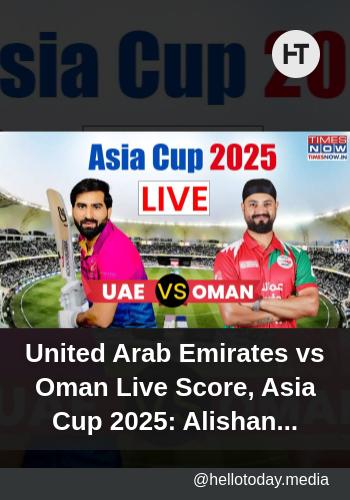 sia Cup 20
HT
TIMES
NOW
TIMESNOW.IN
Asia Cup 2025
LIVE
UAE VS OMAN
United Arab Emirates vs
Oman Live Score, Asia
Cup 2025: Alishan...
@hellotoday.media